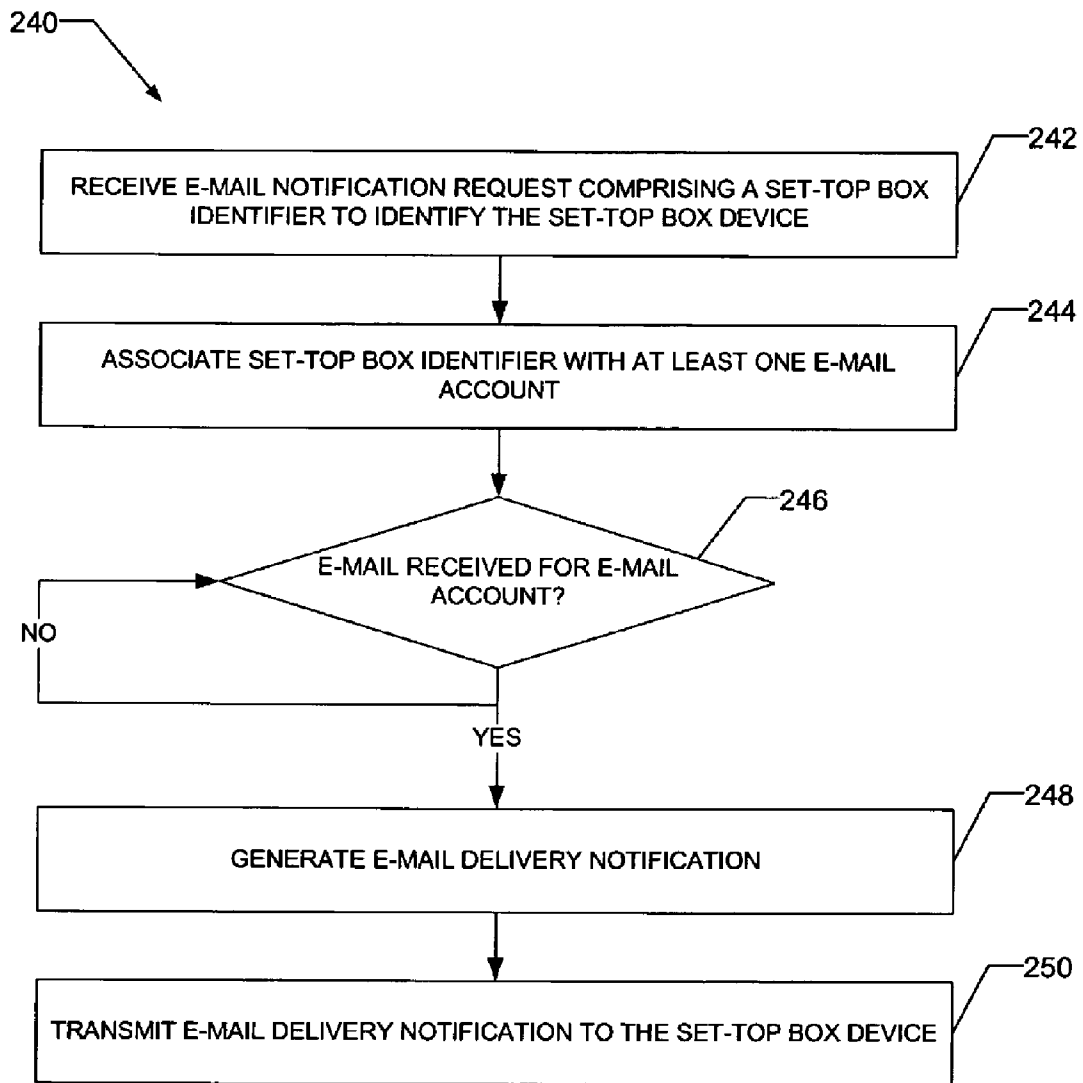 240
242
RECEIVE E-MAIL NOTIFICATION REQUEST COMPRISING A SET-TOP BOX
IDENTIFIER TO IDENTIFY THE SET-TOP BOX DEVICE
244
ASSOCIATE SET-TOP BOX IDENTIFIER WITH AT LEAST ONE E-MAIL
ACCOUNT
246
E-MAIL RECEIVED FOR E-MAIL
ACCOUNT?
NO
YES
248
GENERATE E-MAIL DELIVERY NOTIFICATION
250
TRANSMIT E-MAIL DELIVERY NOTIFICATION TO THE SET-TOP BOX DEVICE